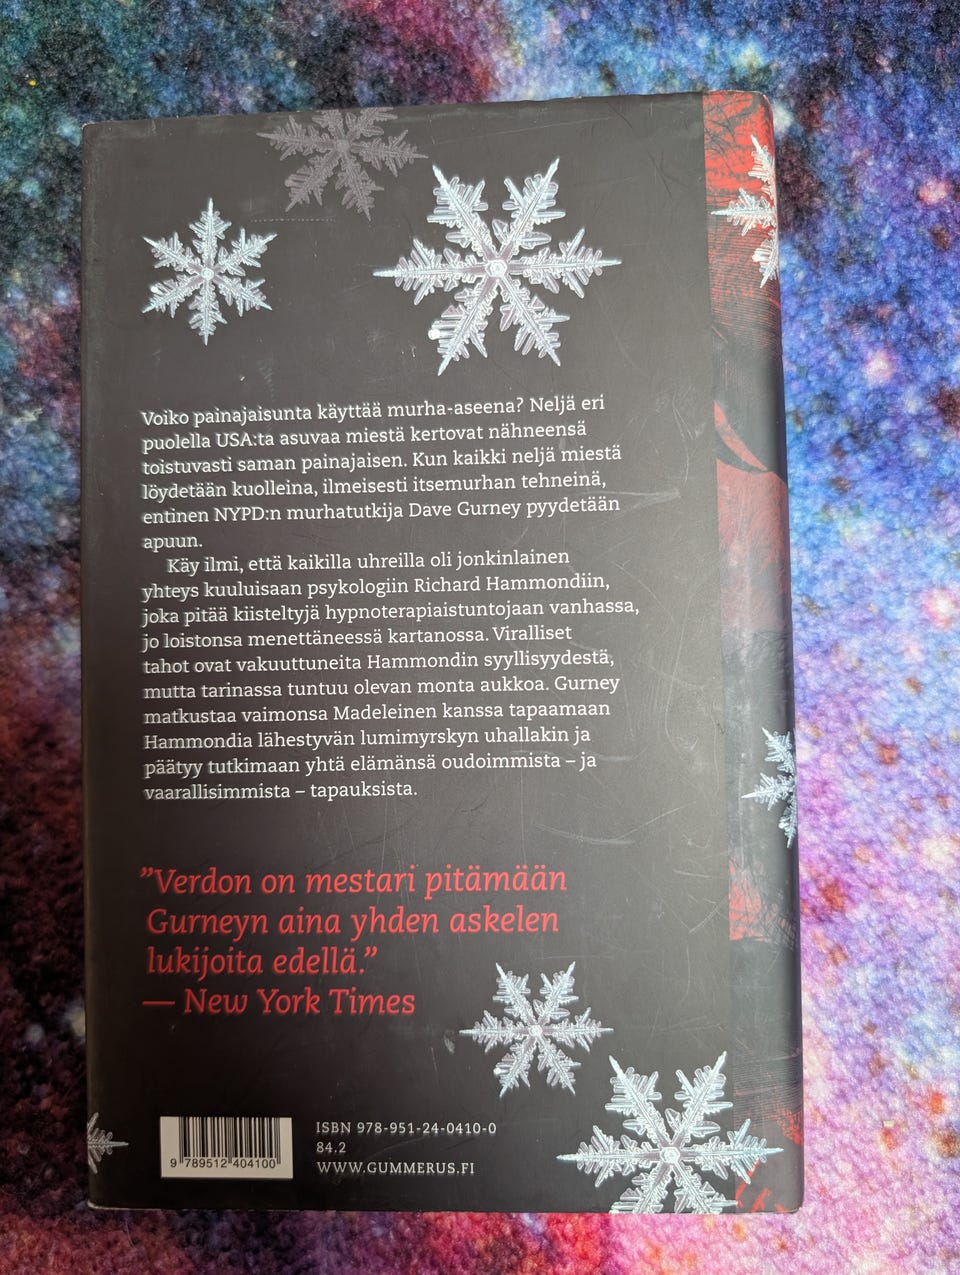 Voiko painajaisunta käyttää murha-aseena? Neljä eri
puolella USA:ta asuvaa miestä kertovat nähneensä
toistuvasti saman painajaisen. Kun kaikki neljä miestä
löydetään kuolleina, ilmeisesti itsemurhan tehneinä,
entinen NYPD:n murhatutkija Dave Gurney pyydetään
apuun.
Käy ilmi, että kaikilla uhreilla oli jonkinlainen
yhteys kuuluisaan psykologiin Richard Hammondiin,
joka pitää kiisteltyjä hypnoterapiaistuntojaan vanhassa,
jo loistonsa menettäneessä kartanossa. Viralliset
tahot ovat vakuuttuneita Hammondin syyllisyydestä,
mutta tarinassa tuntuu olevan monta aukkoa. Gurney
matkustaa vaimonsa Madeleinen kanssa tapaamaan
Hammondia lähestyvän lumimyrskyn uhallakin ja
päätyy tutkimaan yhtä elämänsä oudoimmista – ja
vaarallisimmista – tapauksista.
”Verdon on mestari pitämään
Gurneyn aina yhden askelen
lukijoita edellä.”
— New York Times
ISBN 978-951-24-0410-0
84.2
WWW.GUMMERUS.FI
9 789512 404100